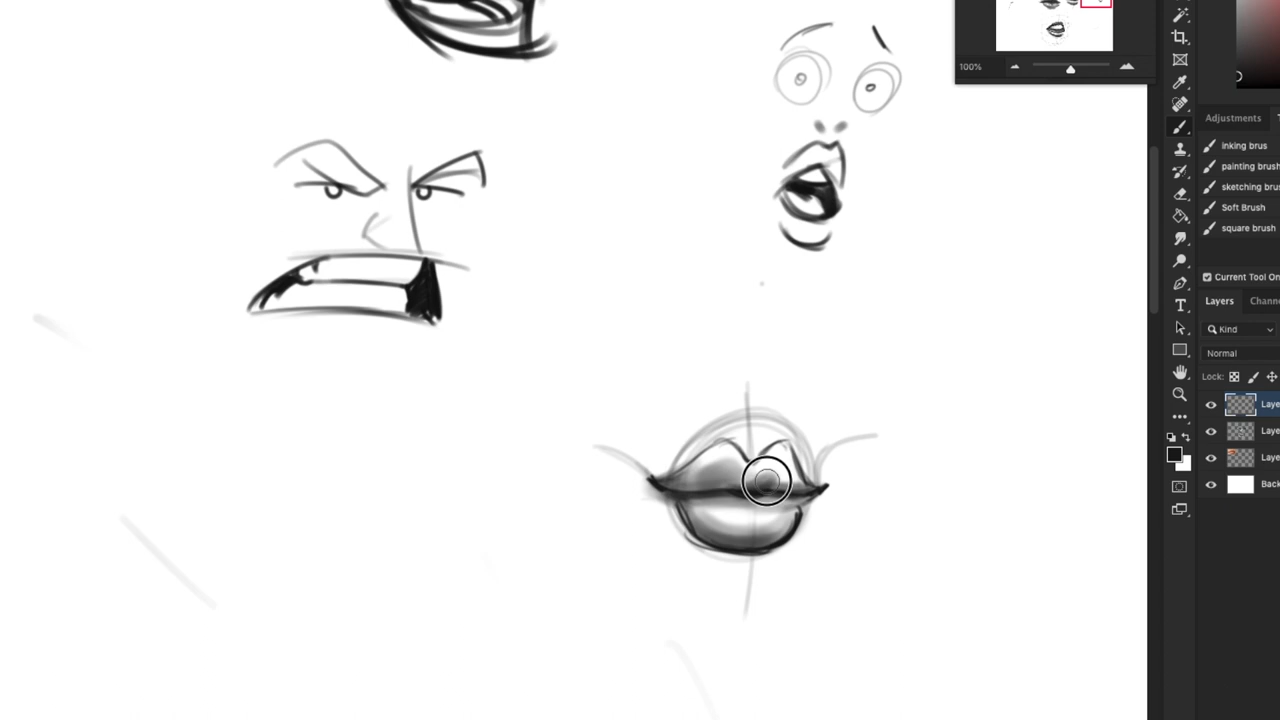 100%
Adjustments
inking brus
painting brush
sketching brus
Soft Brush
square brush
Current Tool On
Layers Chann
Kind
Normal
Lock:
Laye
Laye
Laye
Back